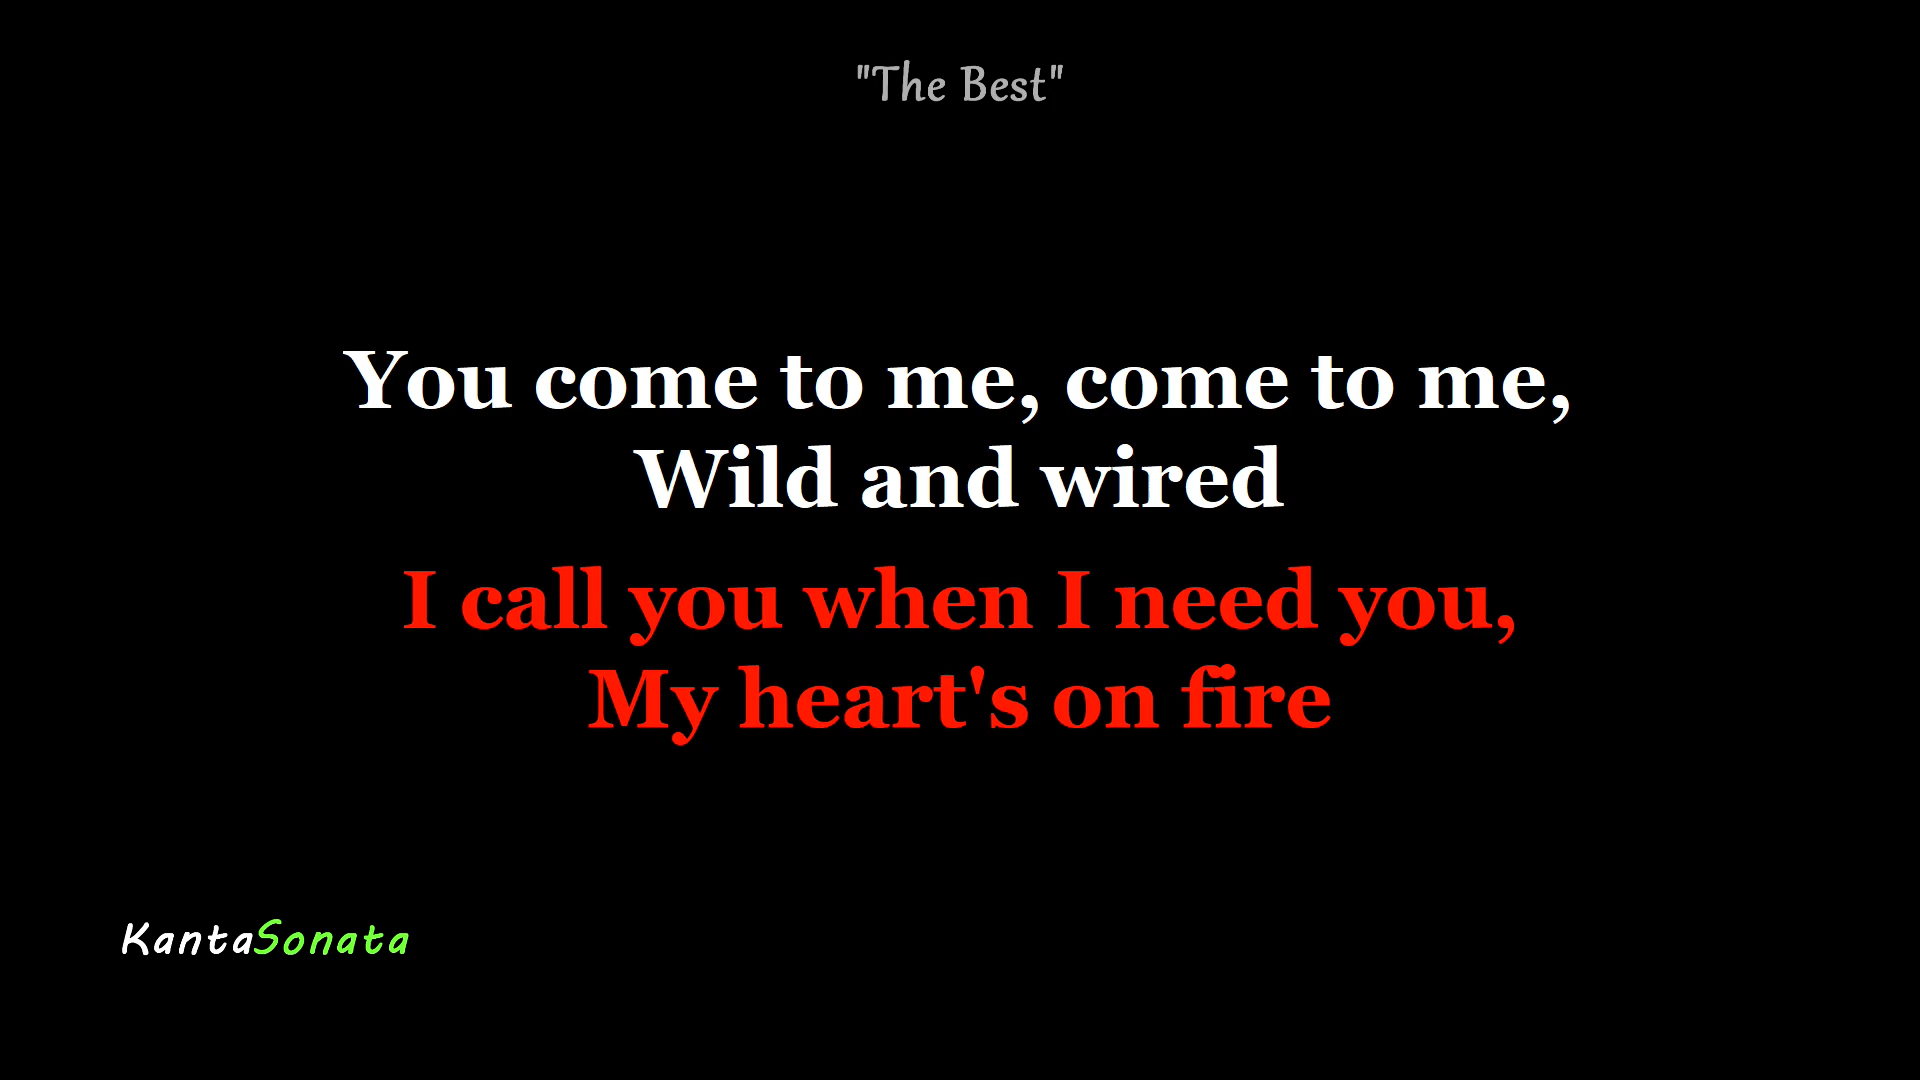 "The Best"
You come to me, come to me,
Wild and wired
I call you when I need you,
My heart's on fire
KantaSonata